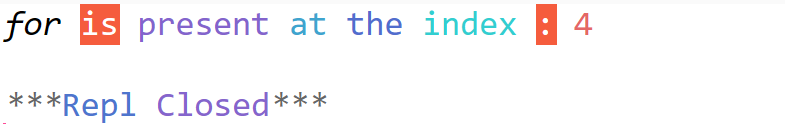 for is present at the index : 4
***Repl Closed***